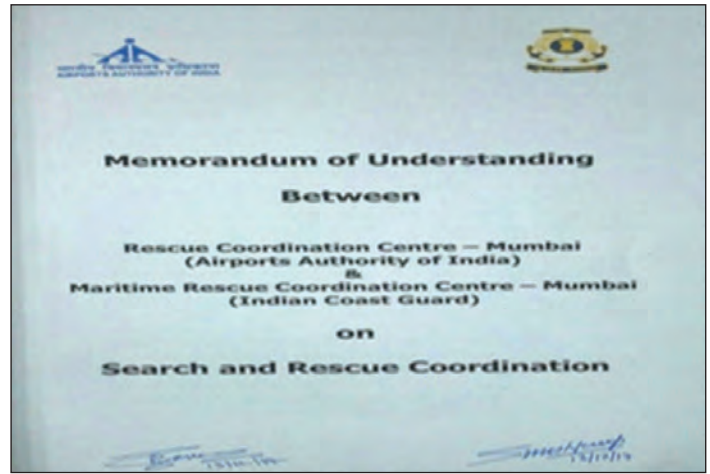 AIRPORTS AUTHORITY OF INDIA
Memorandum of Understanding
Between
Rescue Coordination Centre – Mumbai
(Airports Authority of India)
&
Maritime Rescue Coordination Centre – Mumbai
(Indian Coast Guard)
on
Search and Rescue Coordination